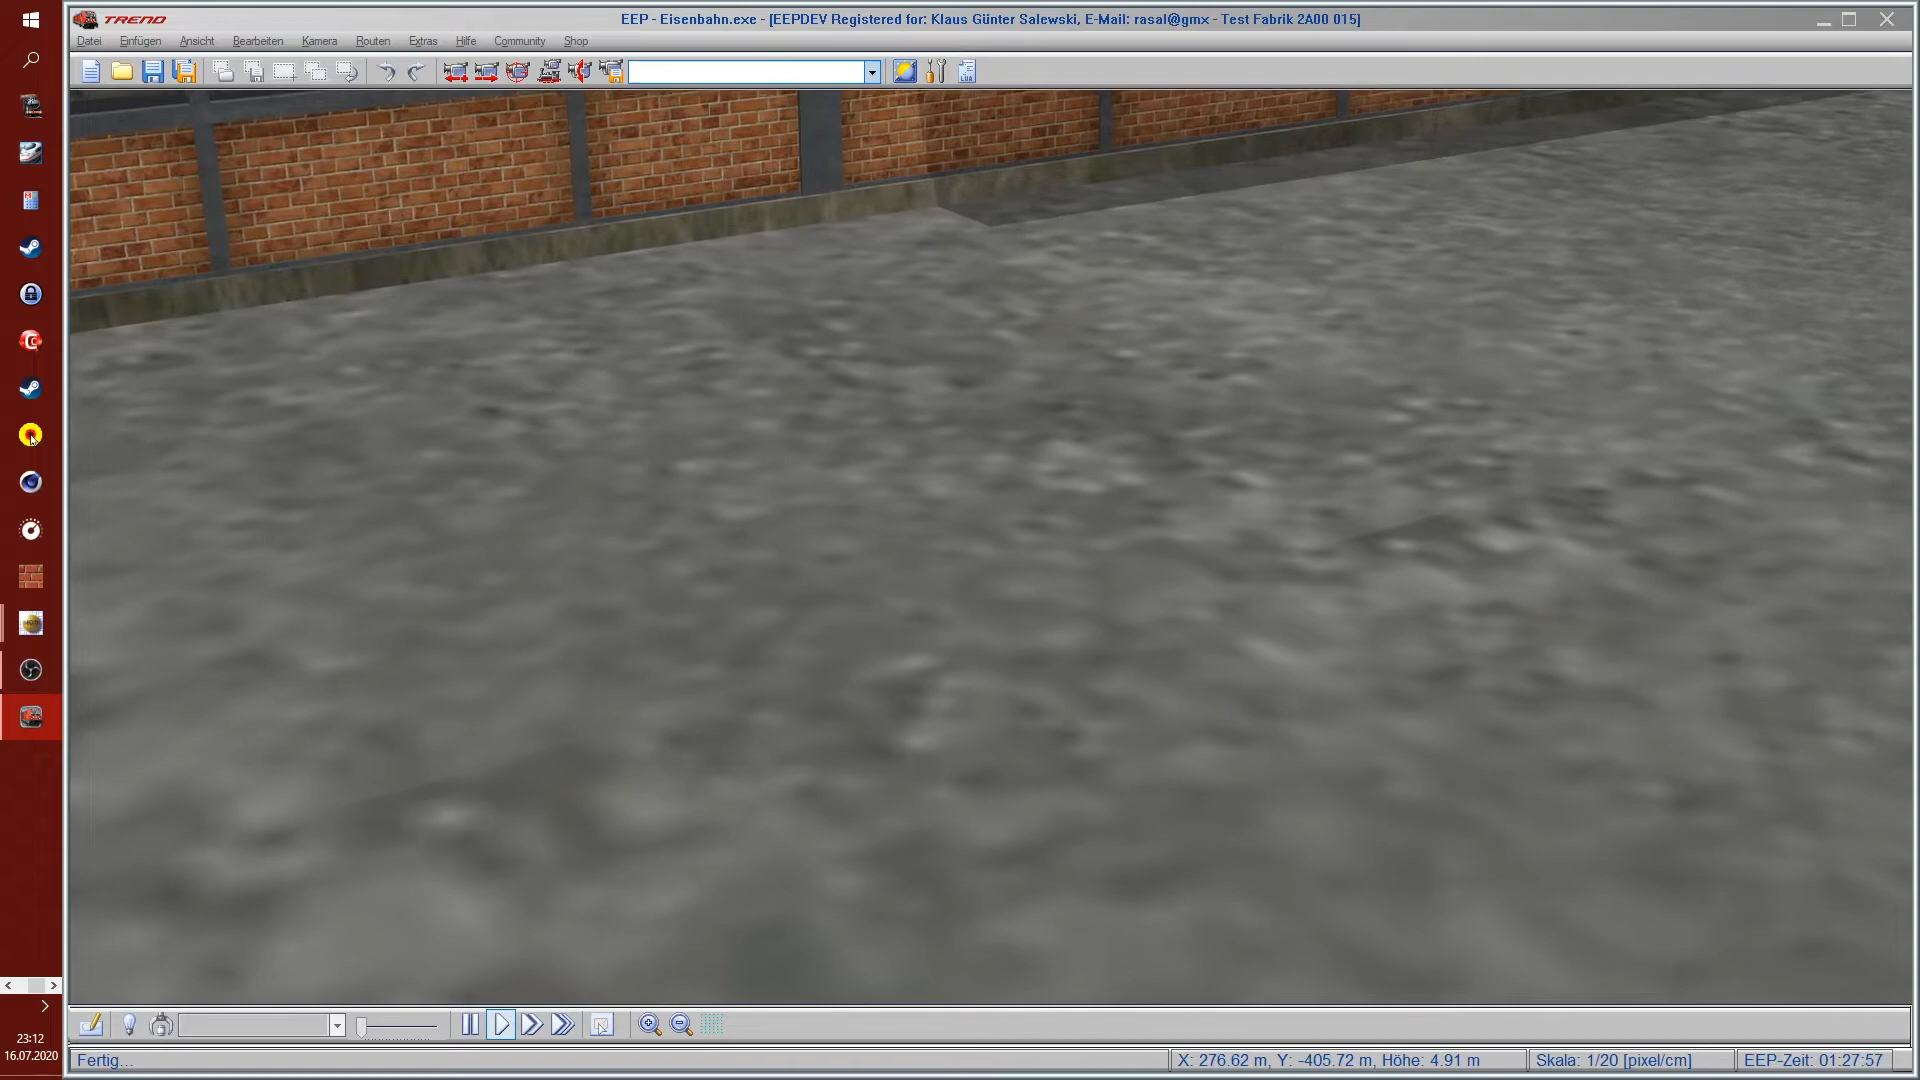 TREND
EEP - Eisenbahn.exe - [EEPDEV Registered for: Klaus Günter Salewski, E-Mail: rasal@gmx - Test Fabrik 2A00 015]
Datei Einfügen Ansicht Bearbeiten Kamera Routen Extras Hilfe Community Shop
LUA
23:12
16.07.2020
Fertig... X: 276.62 m, Y: -405.72 m, Höhe: 4.91 m Skala: 1/20 [pixel/cm] EEP-Zeit: 01:27:57